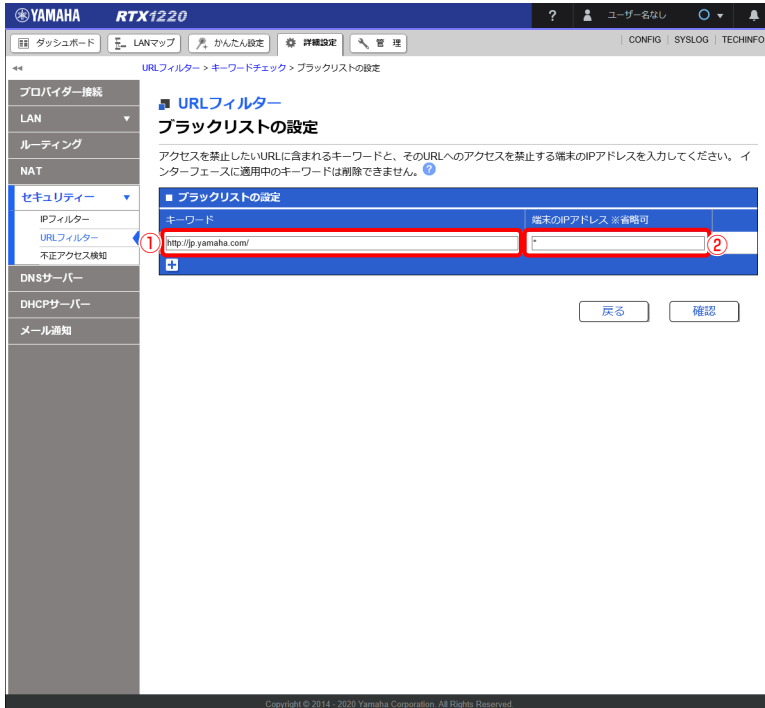 YAMAHA RTX1220 ? ユーザー名なし
ダッシュボード LANマップ かんたん設定 詳細設定 管 理 CONFIG SYSLOG TECHINFO
URLフィルター > キーワードチェック > ブラックリストの設定
プロバイダー接続
LAN
ルーティング
NAT
セキュリティー
IPフィルター
URLフィルター
不正アクセス検知
DNSサーバー
DHCPサーバー
メール通知
URLフィルター
ブラックリストの設定
アクセスを禁止したいURLに含まれるキーワードと、そのURLへのアクセスを禁止する端末のIPアドレスを入力してください。 イ
ンターフェースに適用中のキーワードは削除できません。 ?
■ ブラックリストの設定
キーワード 端末のIPアドレス ※省略可
① http://jp.yamaha.com/ * ②
+
戻る 確認
Copyright © 2014 - 2020 Yamaha Corporation. All Rights Reserved.